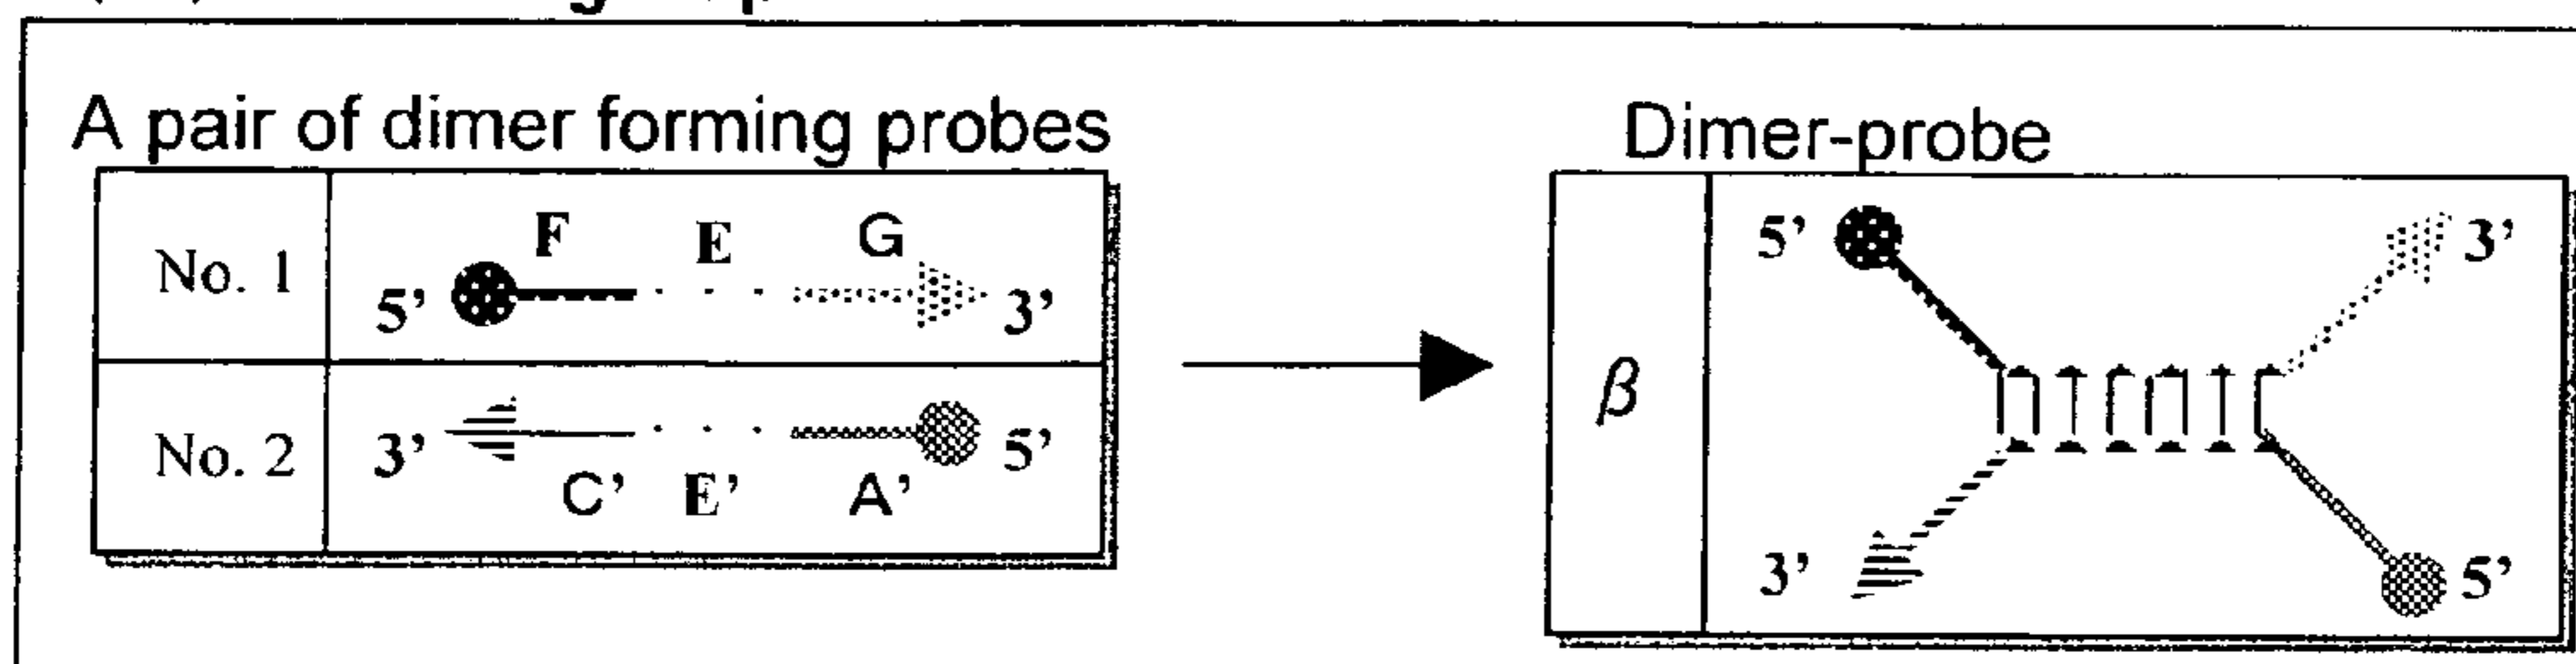 A pair of dimer forming probes
Dimer-probe
No. 1
F E G
5’ 3’
No. 2
3’ 5’
C’ E’ A’
β
5’ 3’
3’ 5’